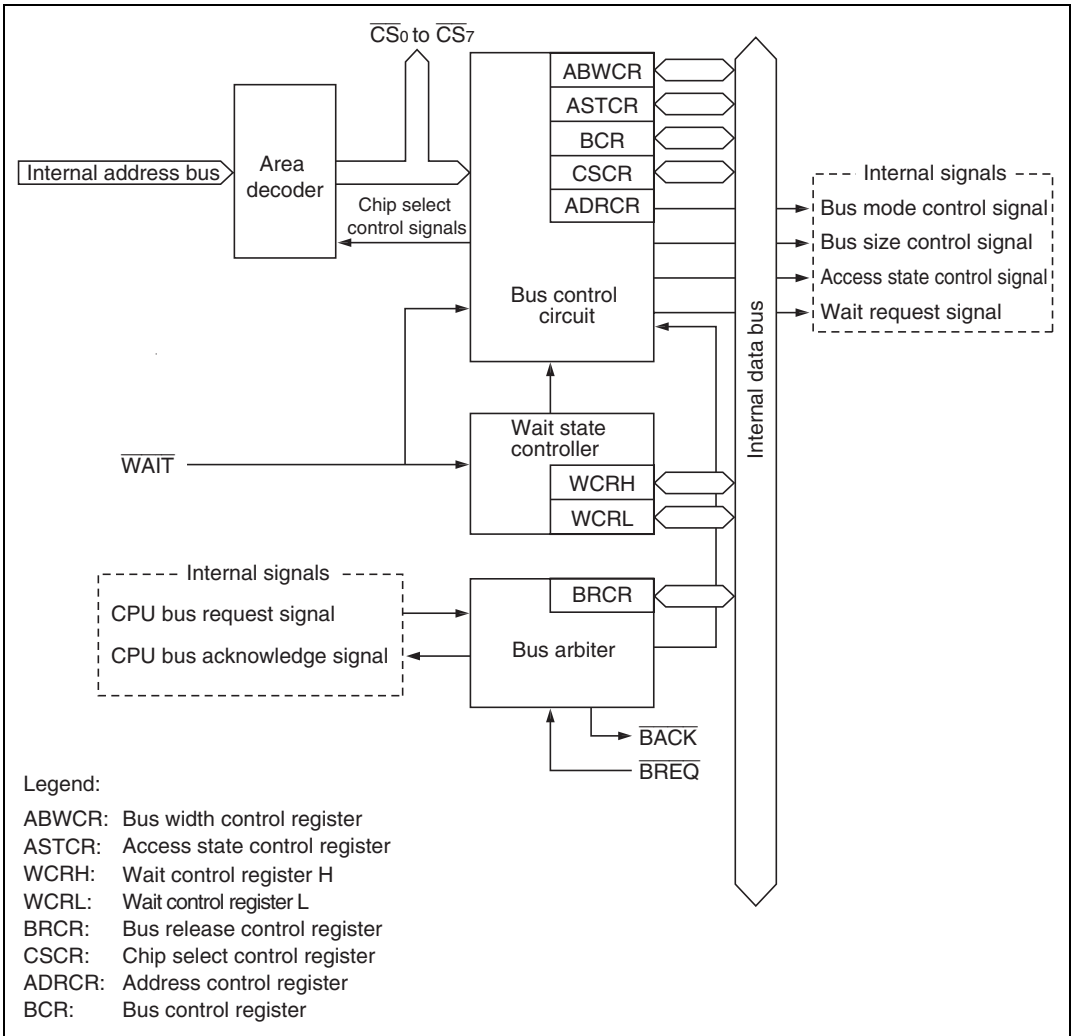 CS0 to CS7
ABWCR
ASTCR
BCR
CSCR
ADRCR
Internal address bus
Area
decoder
Chip select
control signals
Bus control
circuit
Internal signals
Bus mode control signal
Bus size control signal
Access state control signal
Wait request signal
Internal data bus
WAIT
Wait state
controller
WCRH
WCRL
Internal signals
CPU bus request signal
CPU bus acknowledge signal
BRCR
Bus arbiter
BACK
BREQ
Legend:
ABWCR: Bus width control register
ASTCR: Access state control register
WCRH: Wait control register H
WCRL: Wait control register L
BRCR: Bus release control register
CSCR: Chip select control register
ADRCR: Address control register
BCR: Bus control register